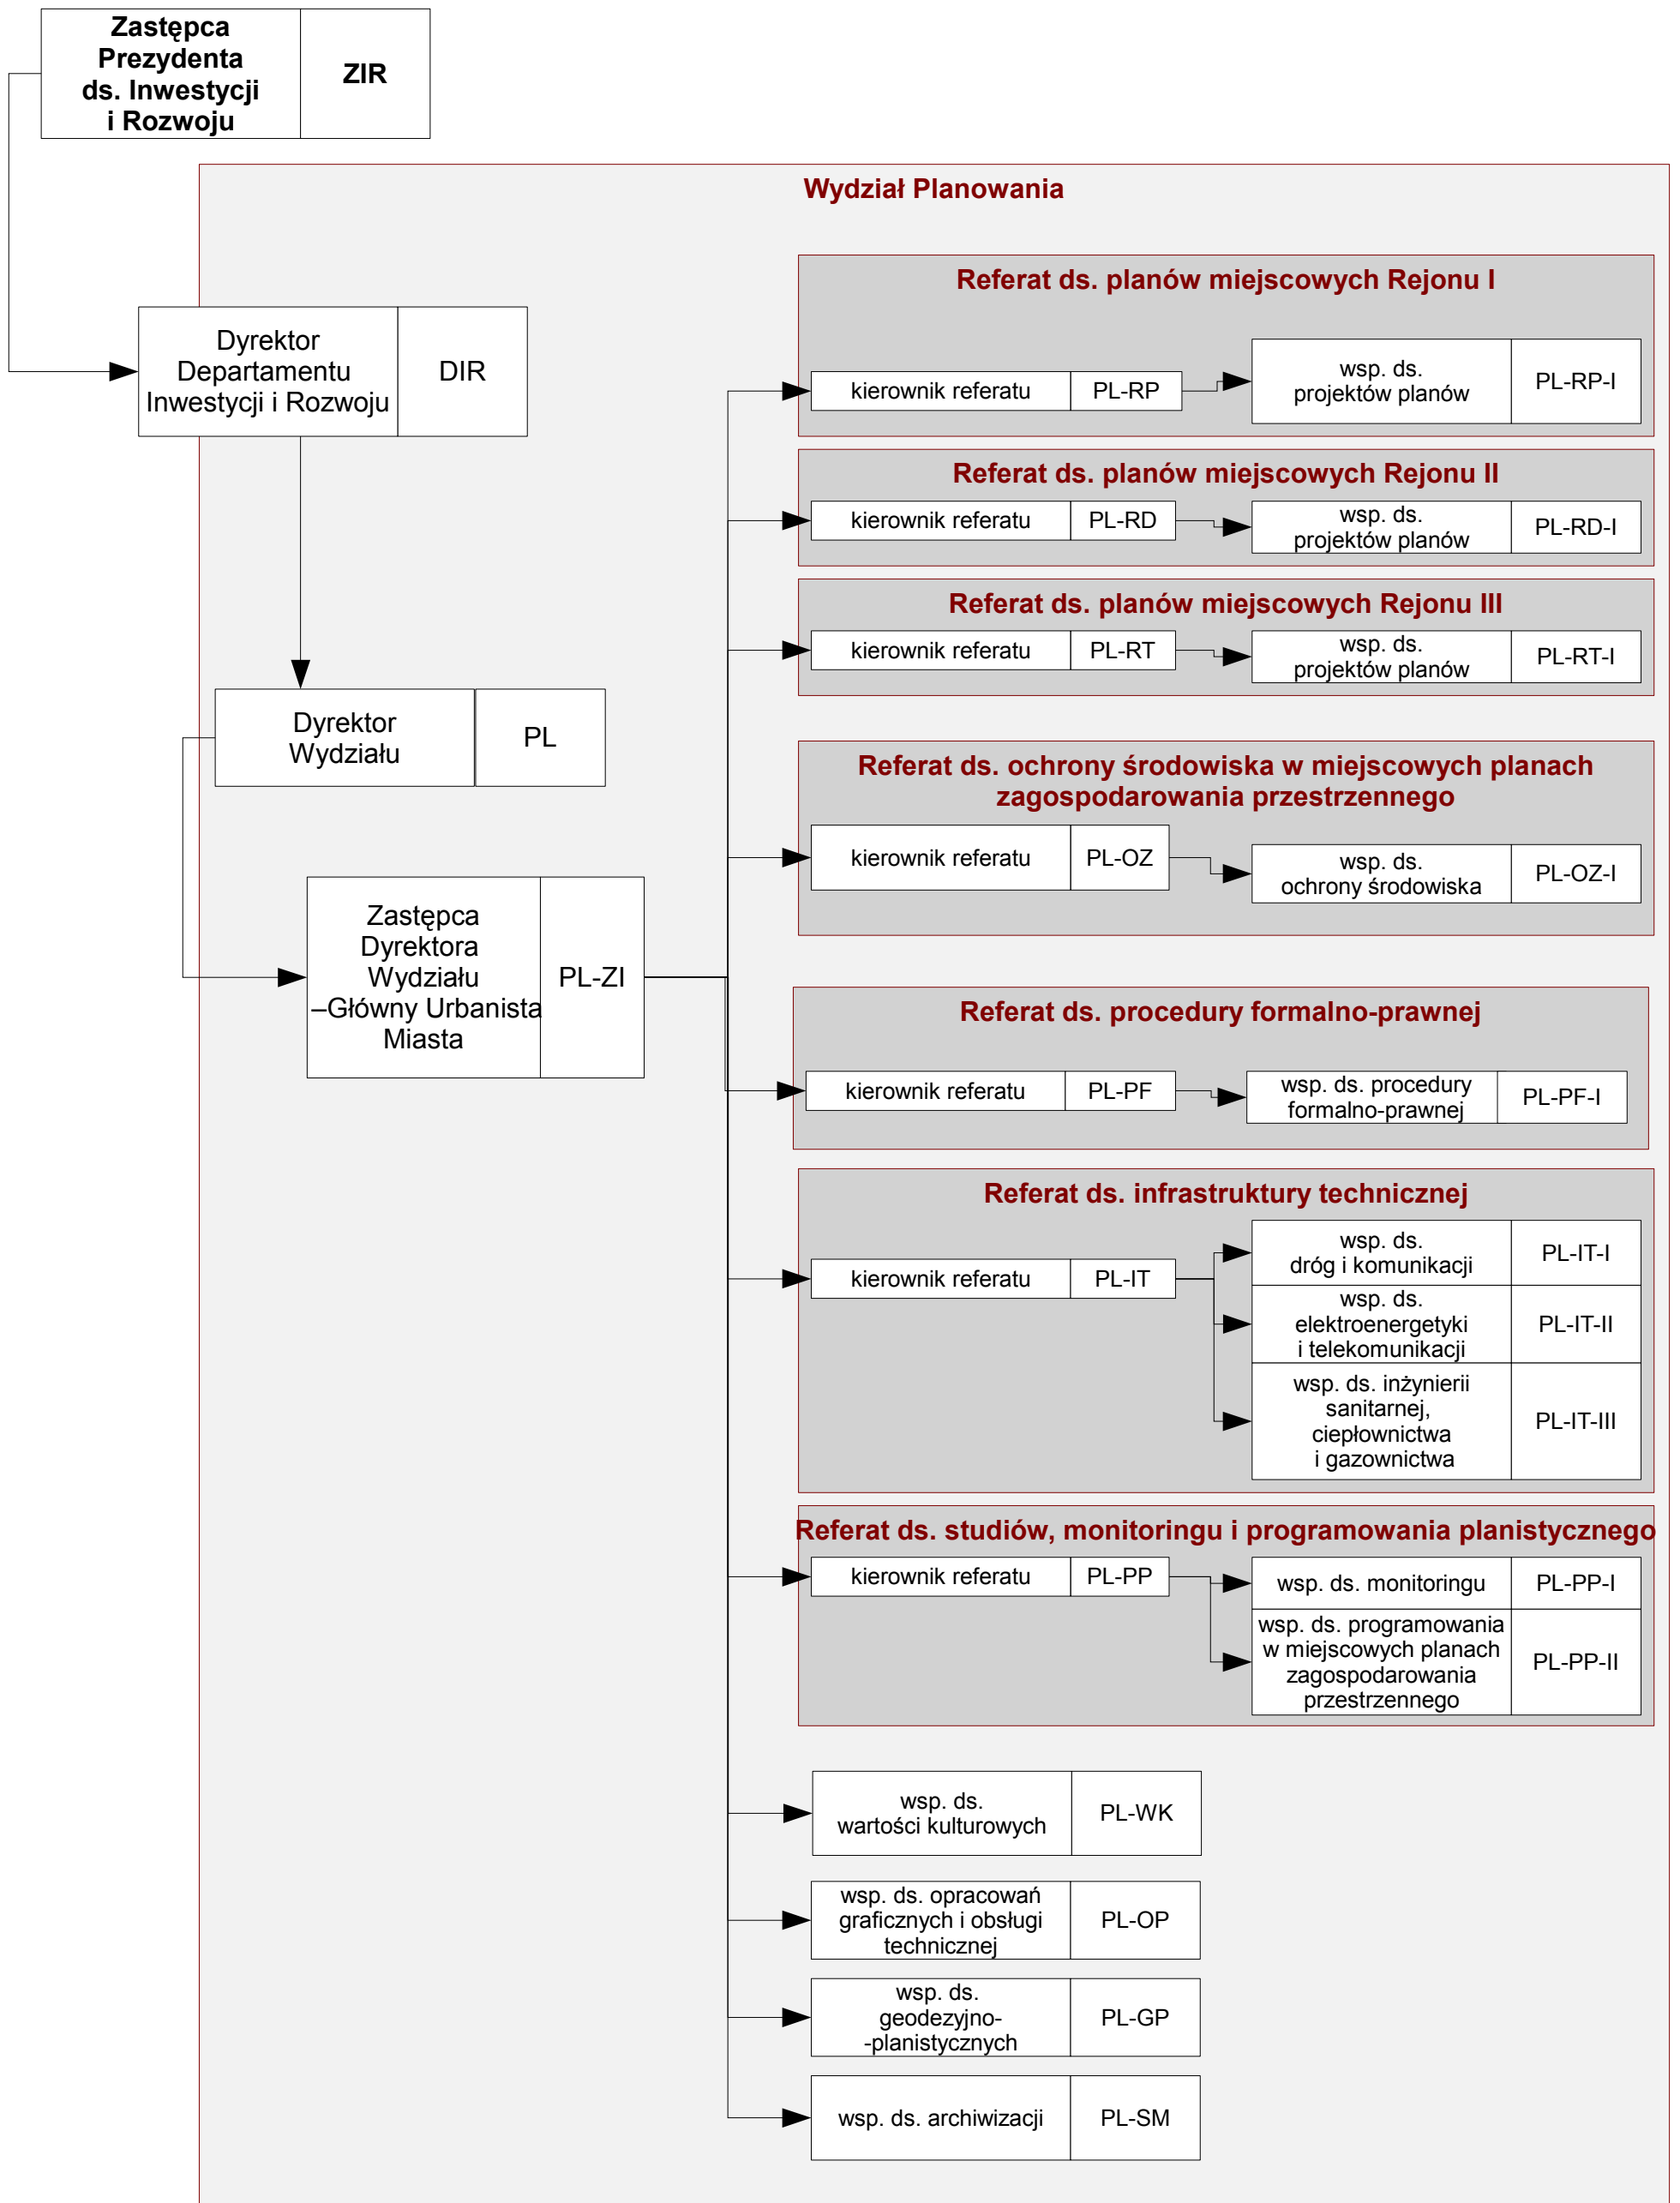 Zastępca
Prezydenta
ds. Inwestycji
i Rozwoju
ZIR
Wydział Planowania
Dyrektor
Departamentu
Inwestycji i Rozwoju
DIR
Dyrektor
Wydziału
PL
Zastępca
Dyrektora
Wydziału
–Główny Urbanista
Miasta
PL-ZI
Referat ds. planów miejscowych Rejonu I
kierownik referatu
PL-RP
wsp. ds.
projektów planów
PL-RP-I
Referat ds. planów miejscowych Rejonu II
kierownik referatu
PL-RD
wsp. ds.
projektów planów
PL-RD-I
Referat ds. planów miejscowych Rejonu III
kierownik referatu
PL-RT
wsp. ds.
projektów planów
PL-RT-I
Referat ds. ochrony środowiska w miejscowych planach
zagospodarowania przestrzennego
kierownik referatu
PL-OZ
wsp. ds.
ochrony środowiska
PL-OZ-I
Referat ds. procedury formalno-prawnej
kierownik referatu
PL-PF
wsp. ds. procedury
formalno-prawnej
PL-PF-I
Referat ds. infrastruktury technicznej
kierownik referatu
PL-IT
wsp. ds.
dróg i komunikacji
PL-IT-I
wsp. ds.
elektroenergetyki
i telekomunikacji
PL-IT-II
wsp. ds. inżynierii
sanitarnej,
ciepłownictwa
i gazownictwa
PL-IT-III
Referat ds. studiów, monitoringu i programowania planistycznego
kierownik referatu
PL-PP
wsp. ds. monitoringu
PL-PP-I
wsp. ds. programowania
w miejscowych planach
zagospodarowania
przestrzennego
PL-PP-II
wsp. ds.
wartości kulturowych
PL-WK
wsp. ds. opracowań
graficznych i obsługi
technicznej
PL-OP
wsp. ds.
geodezyjno-
-planistycznych
PL-GP
wsp. ds. archiwizacji
PL-SM